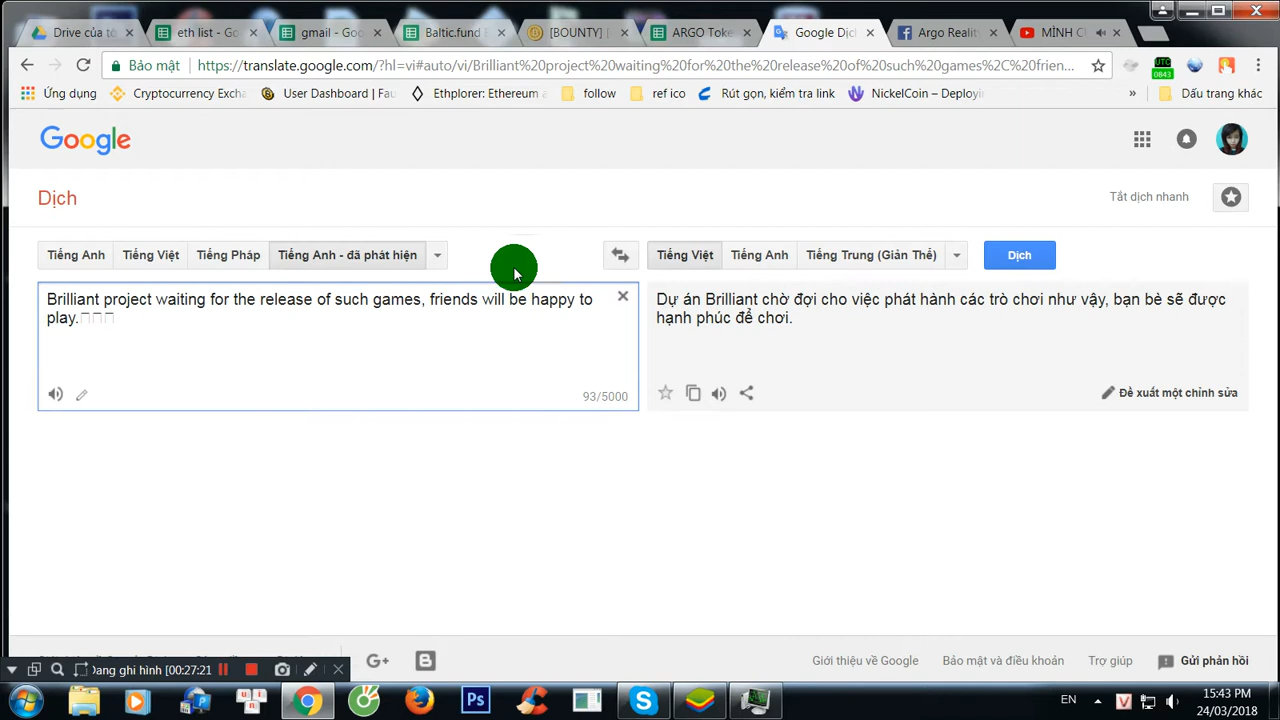 Drive của tô
eth list - Go
gmail - Goo
Baltic.fund B
[BOUNTY] [
ARGO Toke
Google Dịc
Argo Reality
MÌNH C
Bảo mật
https://translate.google.com/?hl=vi#auto/vi/Brilliant%20project%20waiting%20for%20the%20release%20of%20such%20games%2C%20frien...
UTC
0843
Ứng dụng
Cryptocurrency Excha
User Dashboard | Fau
Ethplorer: Ethereum a
follow
ref ico
Rút gọn, kiểm tra link
NickelCoin – Deployin
»
Dấu trang khác
Google
Dịch
Tắt dịch nhanh
Tiếng Anh
Tiếng Việt
Tiếng Pháp
Tiếng Anh - đã phát hiện
Tiếng Việt
Tiếng Anh
Tiếng Trung (Giản Thể)
Dịch
Brilliant project waiting for the release of such games, friends will be happy to
play.
93/5000
Dự án Brilliant chờ đợi cho việc phát hành các trò chơi như vậy, bạn bè sẽ được
hạnh phúc để chơi.
Đề xuất một chỉnh sửa
Đang ghi hình [00:27:21
G+
Giới thiệu về Google
Bảo mật và điều khoản
Trợ giúp
Gửi phản hồi
Ps
EN
15:43 PM
24/03/2018